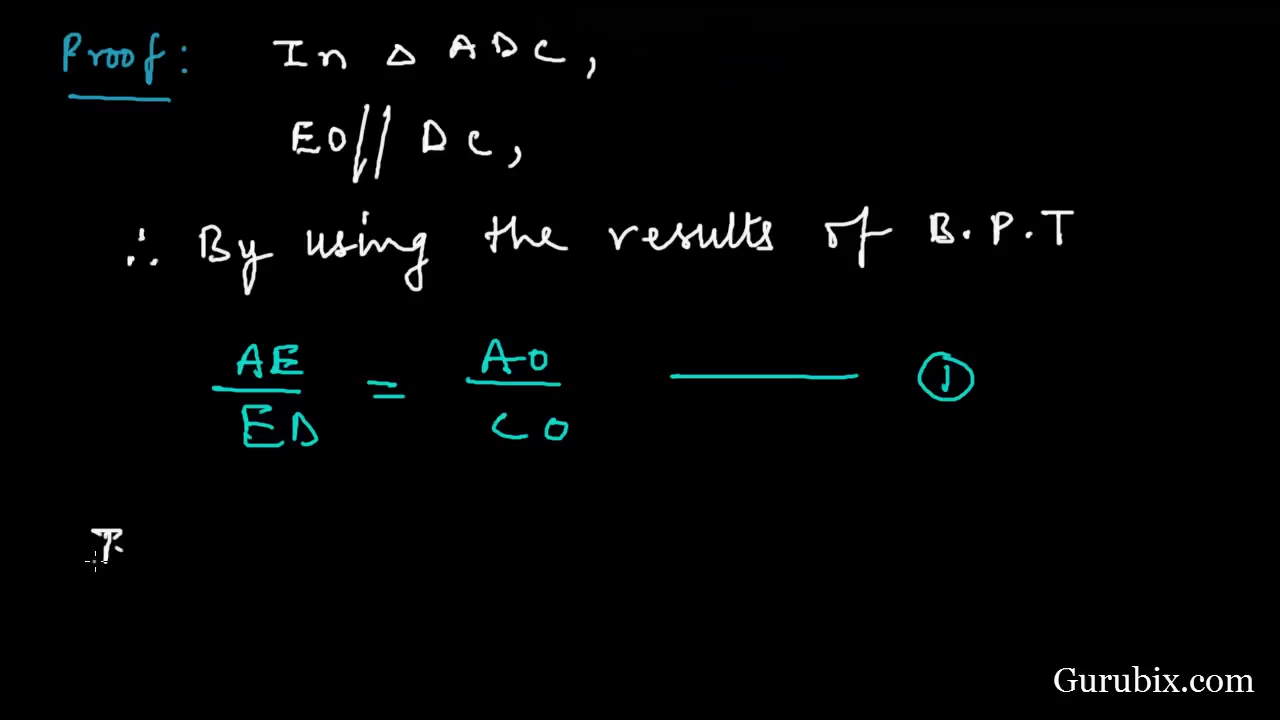 Proof: In Δ ADC,
EO // DC,
∴ By using the results of B.P.T
AE/ED = AO/CO ——— ①
Gurubix.com